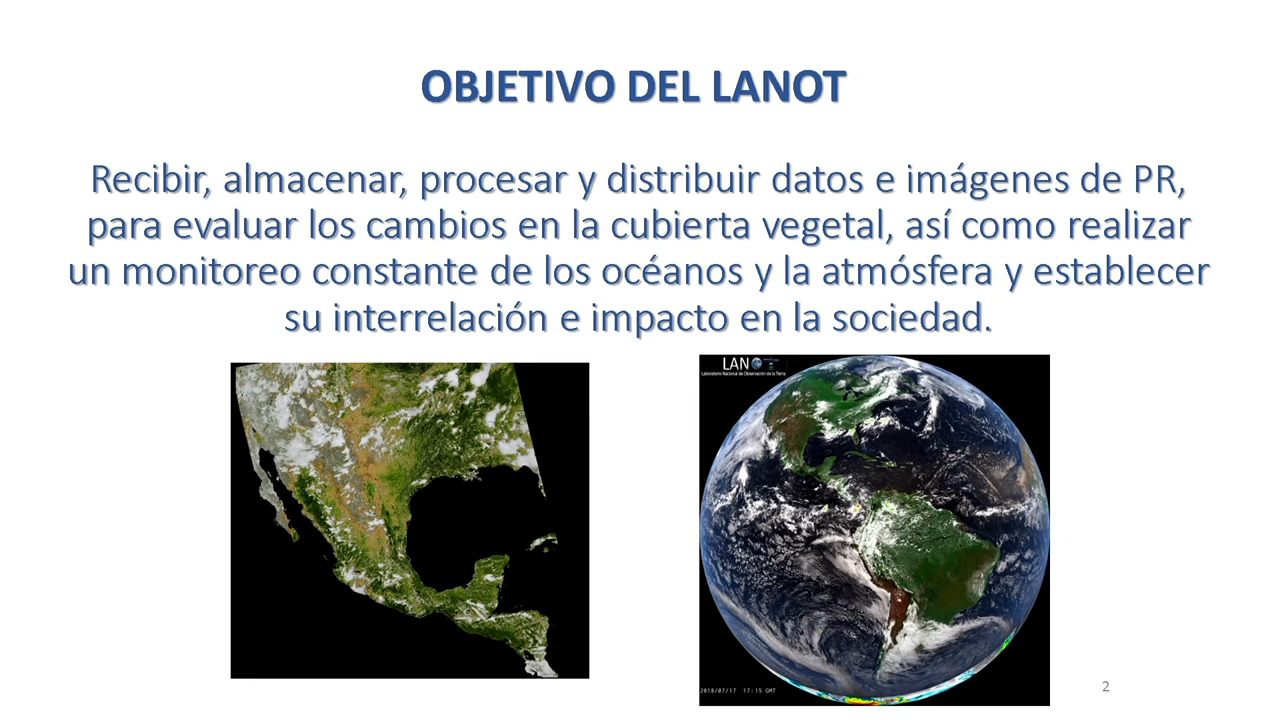 OBJETIVO DEL LANOT
Recibir, almacenar, procesar y distribuir datos e imágenes de PR,
para evaluar los cambios en la cubierta vegetal, así como realizar
un monitoreo constante de los océanos y la atmósfera y establecer
su interrelación e impacto en la sociedad.
LAN
Laboratorio Nacional de Observación de la Tierra
2018/07/17 17:15 GMT
2